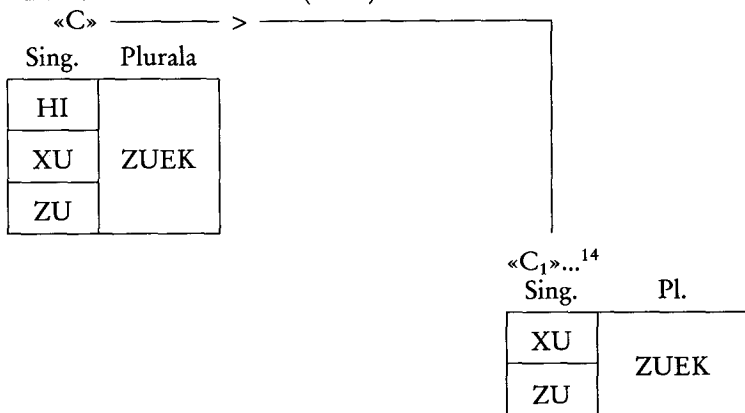 «C» >
Sing. Plurala
HI
XU ZUEK
ZU
«C₁»...¹⁴
Sing. Pl.
XU ZUEK
ZU